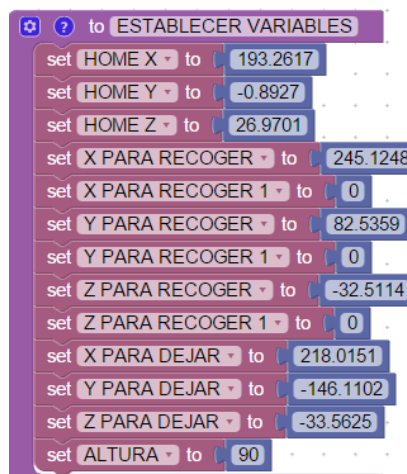 ? to ESTABLECER VARIABLES
set HOME X to 193.2617
set HOME Y to -0.8927
set HOME Z to 26.9701
set X PARA RECOGER to 245.1248
set X PARA RECOGER 1 to 0
set Y PARA RECOGER to 82.5359
set Y PARA RECOGER 1 to 0
set Z PARA RECOGER to -32.5114
set Z PARA RECOGER 1 to 0
set X PARA DEJAR to 218.0151
set Y PARA DEJAR to -146.1102
set Z PARA DEJAR to -33.5625
set ALTURA to 90